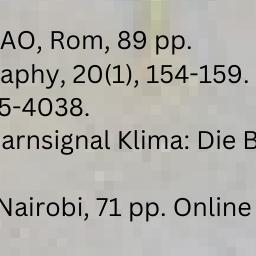 AO, Rom, 89 pp.
aphy, 20(1), 154-159.
5-4038.
arnsignal Klima: Die B
Nairobi, 71 pp. Online